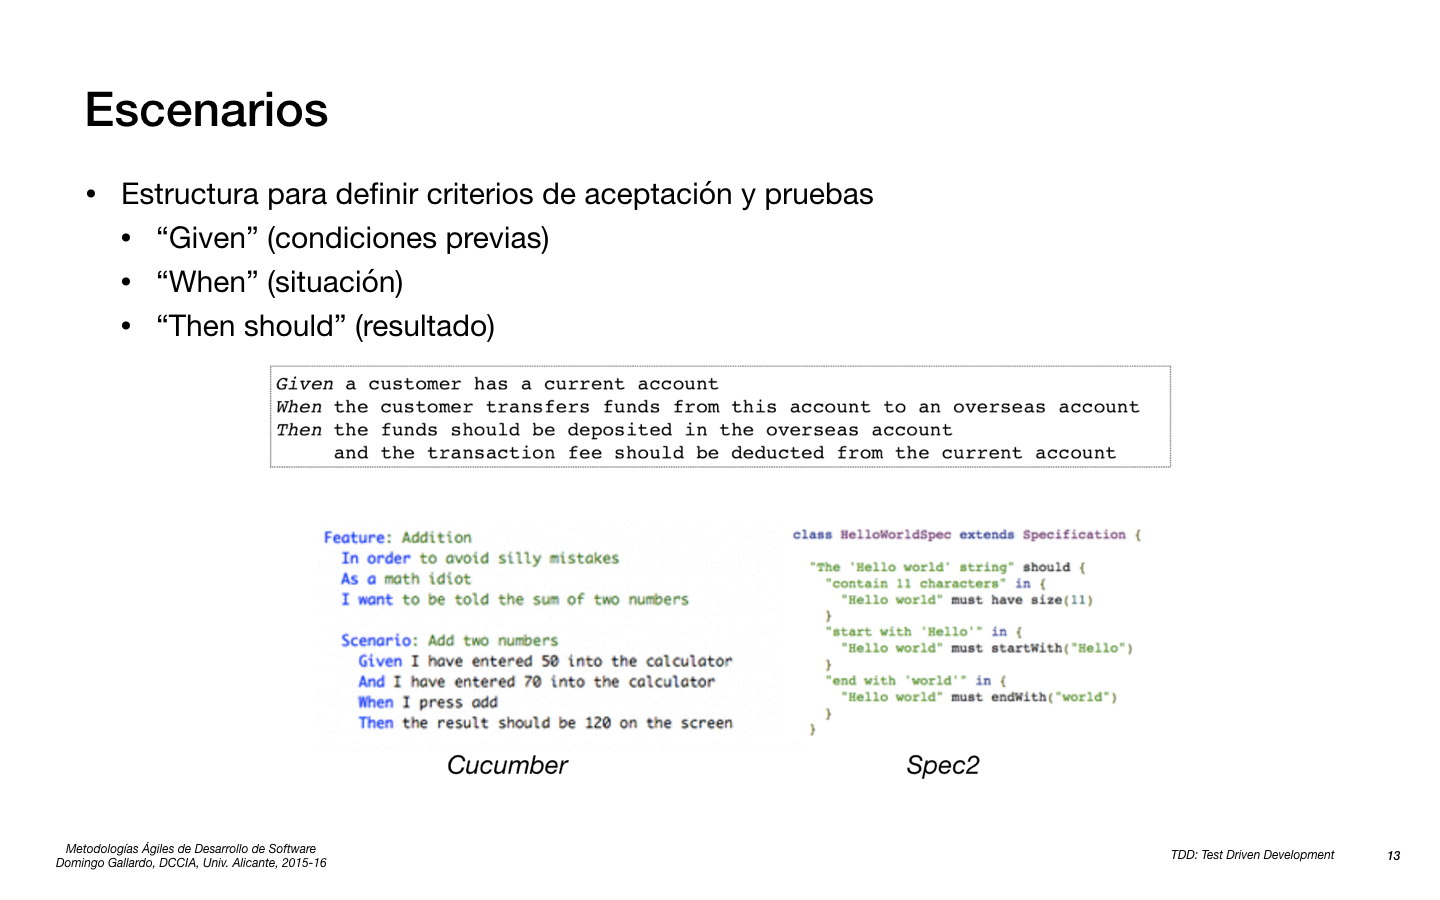 Escenarios
• Estructura para definir criterios de aceptación y pruebas
• “Given” (condiciones previas)
• “When” (situación)
• “Then should” (resultado)
Given a customer has a current account
When the customer transfers funds from this account to an overseas account
Then the funds should be deposited in the overseas account
and the transaction fee should be deducted from the current account
Feature: Addition
In order to avoid silly mistakes
As a math idiot
I want to be told the sum of two numbers
Scenario: Add two numbers
Given I have entered 50 into the calculator
And I have entered 70 into the calculator
When I press add
Then the result should be 120 on the screen
Cucumber
class HelloWorldSpec extends Specification {
"The 'Hello world' string" should {
"contain 11 characters" in {
"Hello world" must have size(11)
}
"start with 'Hello'" in {
"Hello world" must startWith("Hello")
}
"end with 'world'" in {
"Hello world" must endWith("world")
}
}
Spec2
Metodologías Ágiles de Desarrollo de Software
Domingo Gallardo, DCCIA, Univ. Alicante, 2015-16
TDD: Test Driven Development
13